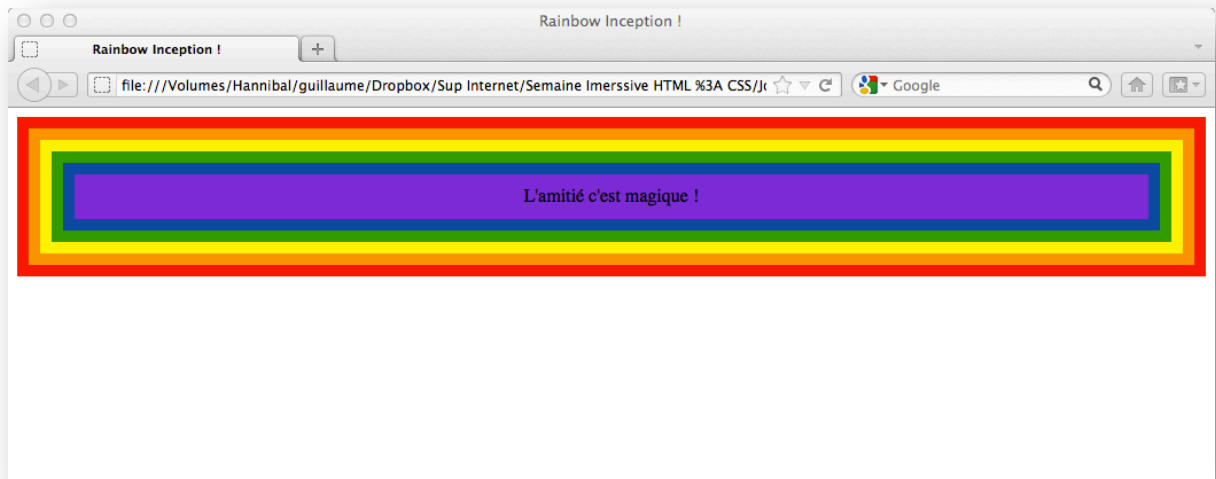 Rainbow Inception !
Rainbow Inception !
file:///Volumes/Hannibal/guillaume/Dropbox/Sup Internet/Semaine Imerssive HTML %3A CSS/Jo
Google
L'amitié c'est magique !